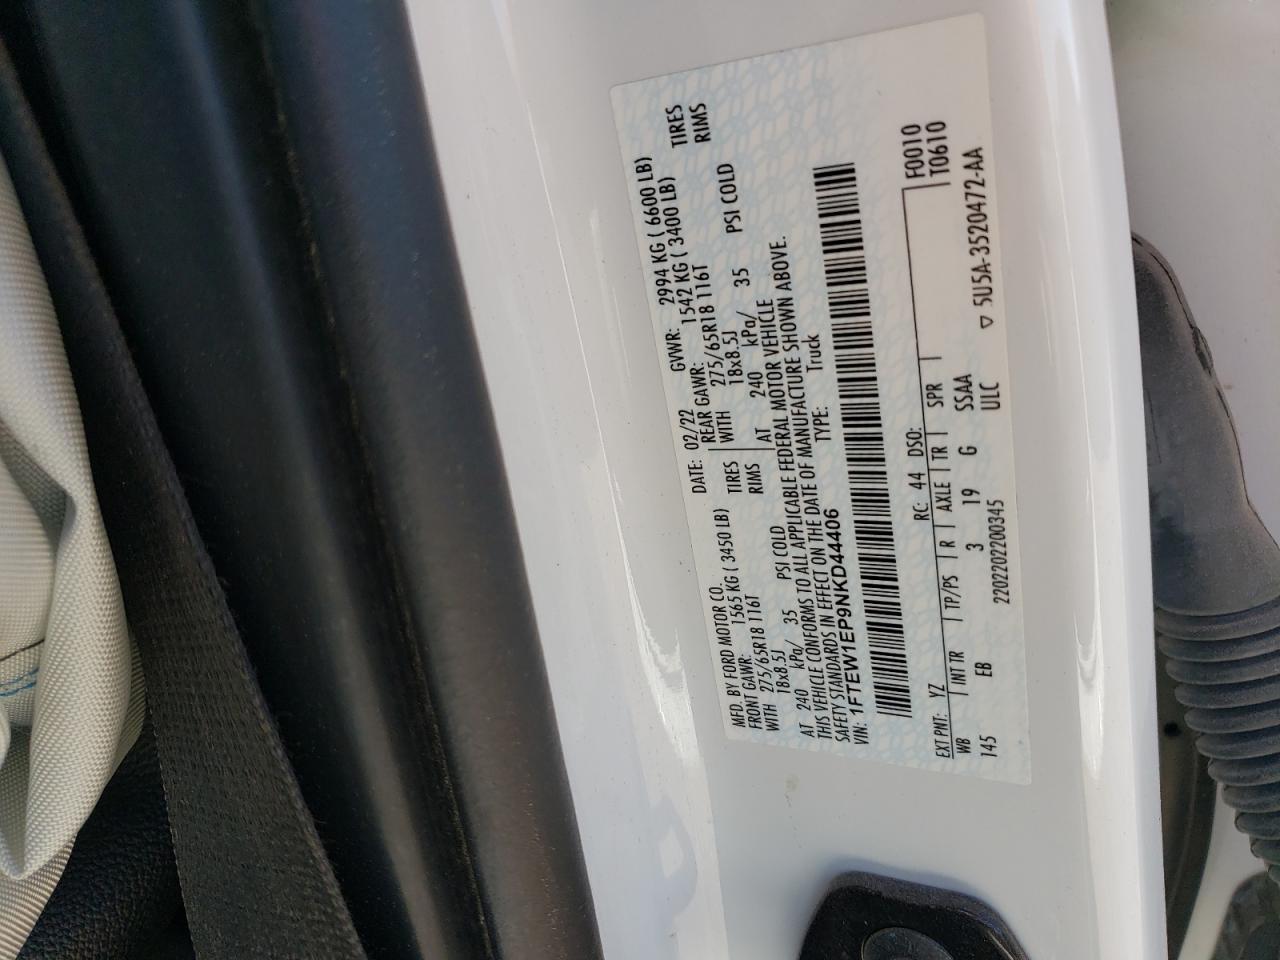 MFD. BY FORD MOTOR CO.
DATE: 02/22 GVWR: 2994 KG ( 6600 LB)
FRONT GAWR: 1565 KG ( 3450 LB) REAR GAWR: 1542 KG ( 3400 LB)
WITH 275/65R18 116T TIRES WITH 275/65R18 116T TIRES
18x8.5J RIMS 18x8.5J RIMS
AT 240 kPa/ 35 PSI COLD AT 240 kPa/ 35 PSI COLD
THIS VEHICLE CONFORMS TO ALL APPLICABLE FEDERAL MOTOR VEHICLE
SAFETY STANDARDS IN EFFECT ON THE DATE OF MANUFACTURE SHOWN ABOVE.
VIN: 1FTEW1EP9NKD44406 TYPE: Truck
F0010
EXT PNT: YZ RC: 44 DSO: T0610
WB INT TR TP/PS R AXLE TR SPR
145 EB 3 19 G SSAA
2202202200345 ULC ▽ 5U5A-3520472-AA